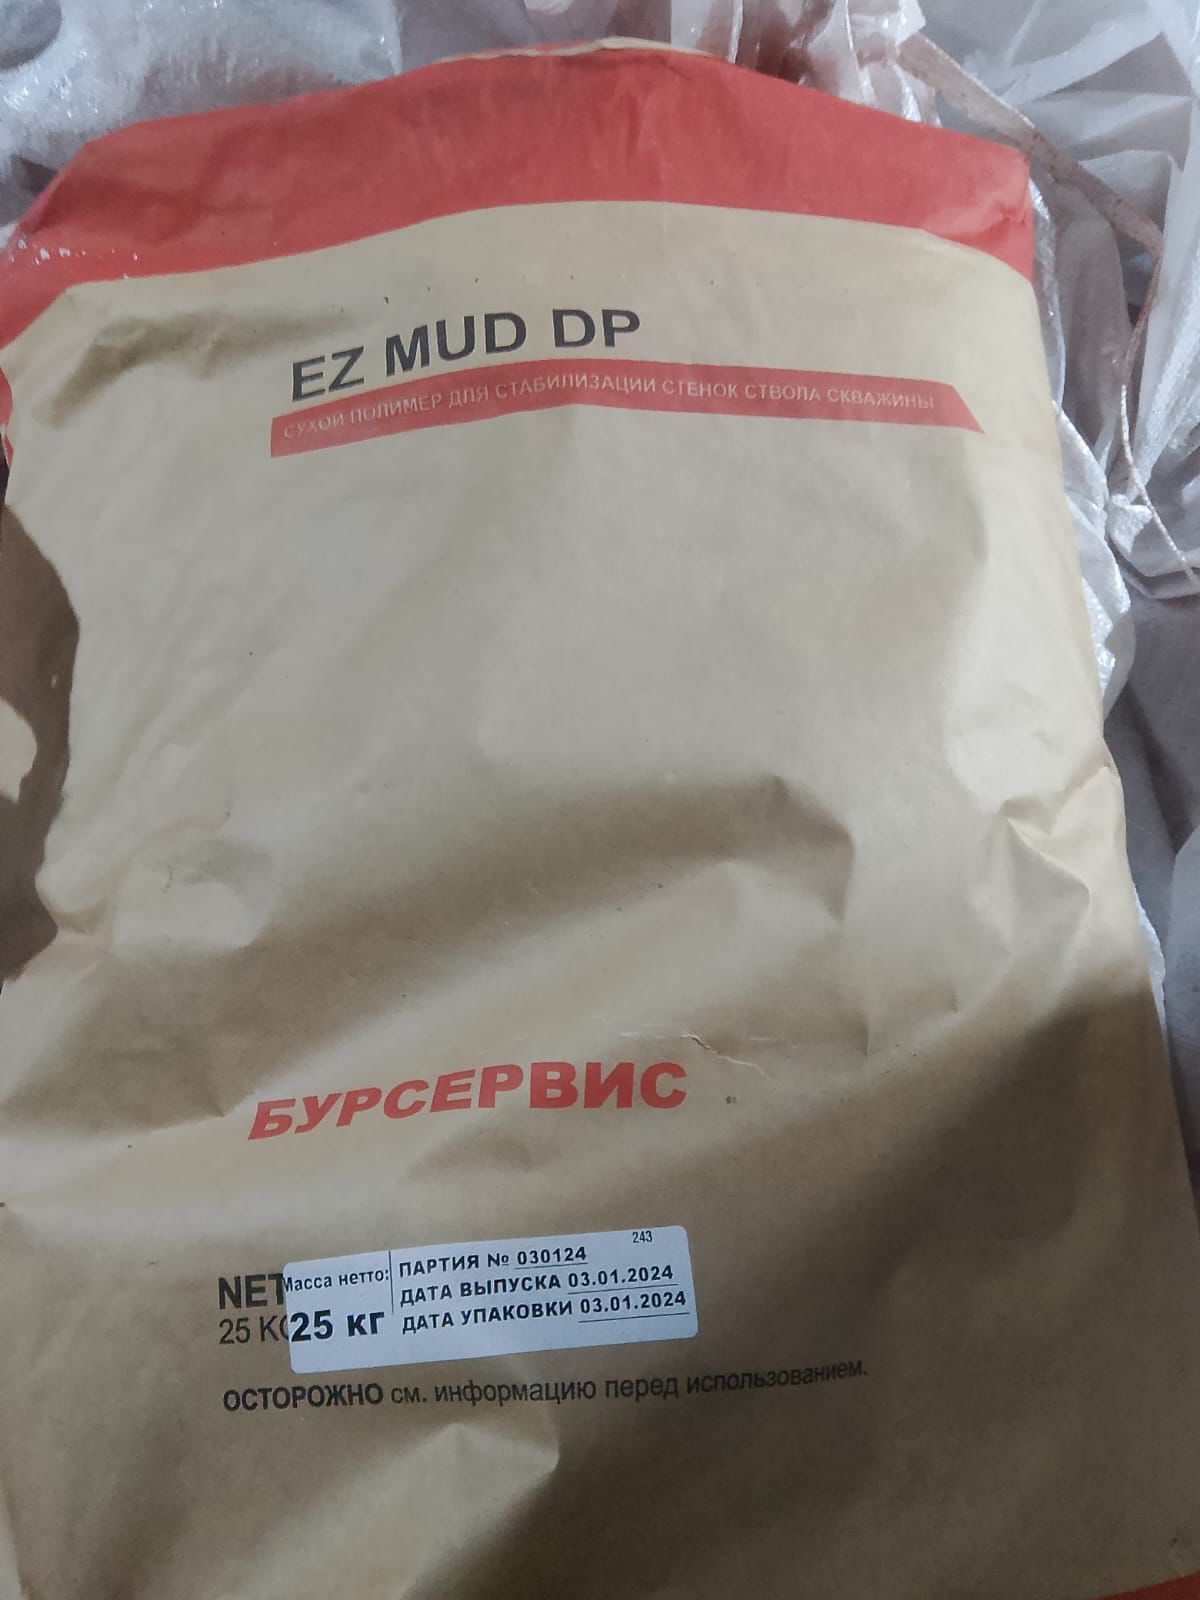 EZ MUD DP
СУХОЙ ПОЛИМЕР ДЛЯ СТАБИЛИЗАЦИИ СТЕНОК СТВОЛА СКВАЖИНЫ
БУРСЕРВИС
243
NET
25 K
Масса нетто:
25 кг
ПАРТИЯ № 030124
ДАТА ВЫПУСКА 03.01.2024
ДАТА УПАКОВКИ 03.01.2024
ОСТОРОЖНО см. информацию перед использованием.